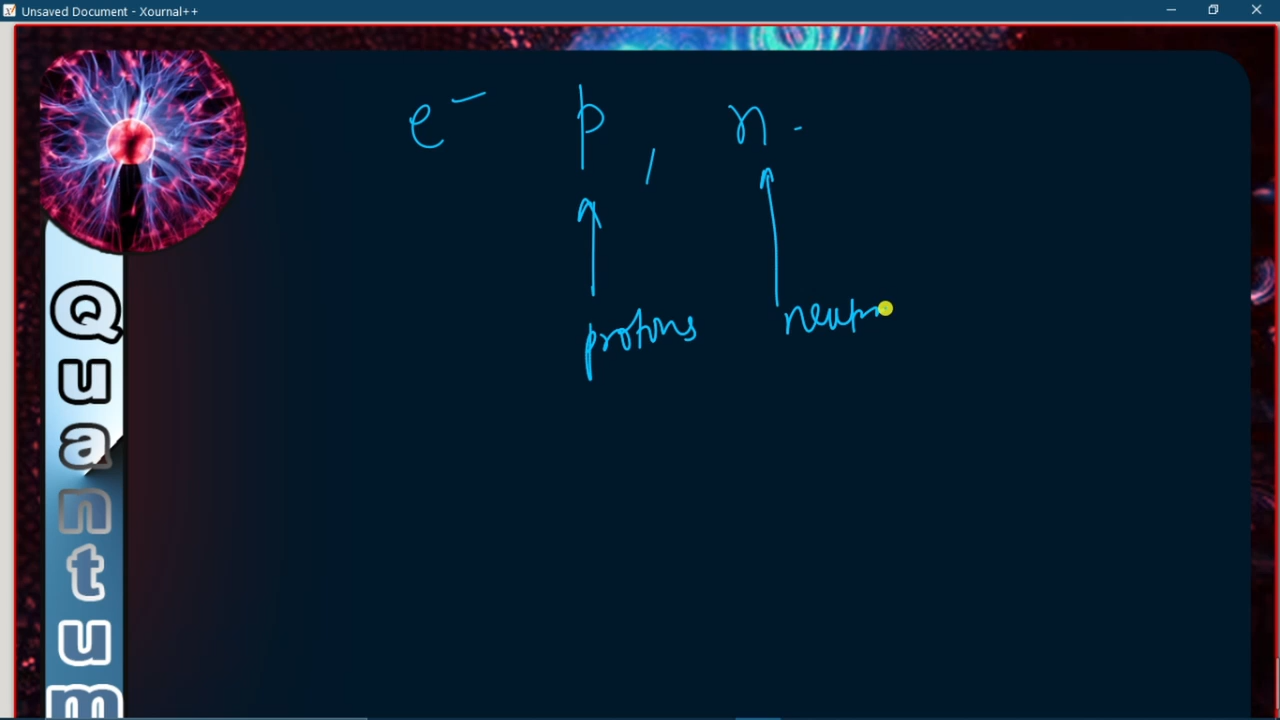 Unsaved Document - Xournal++
e⁻ p , n .
protons neutr
Quantum